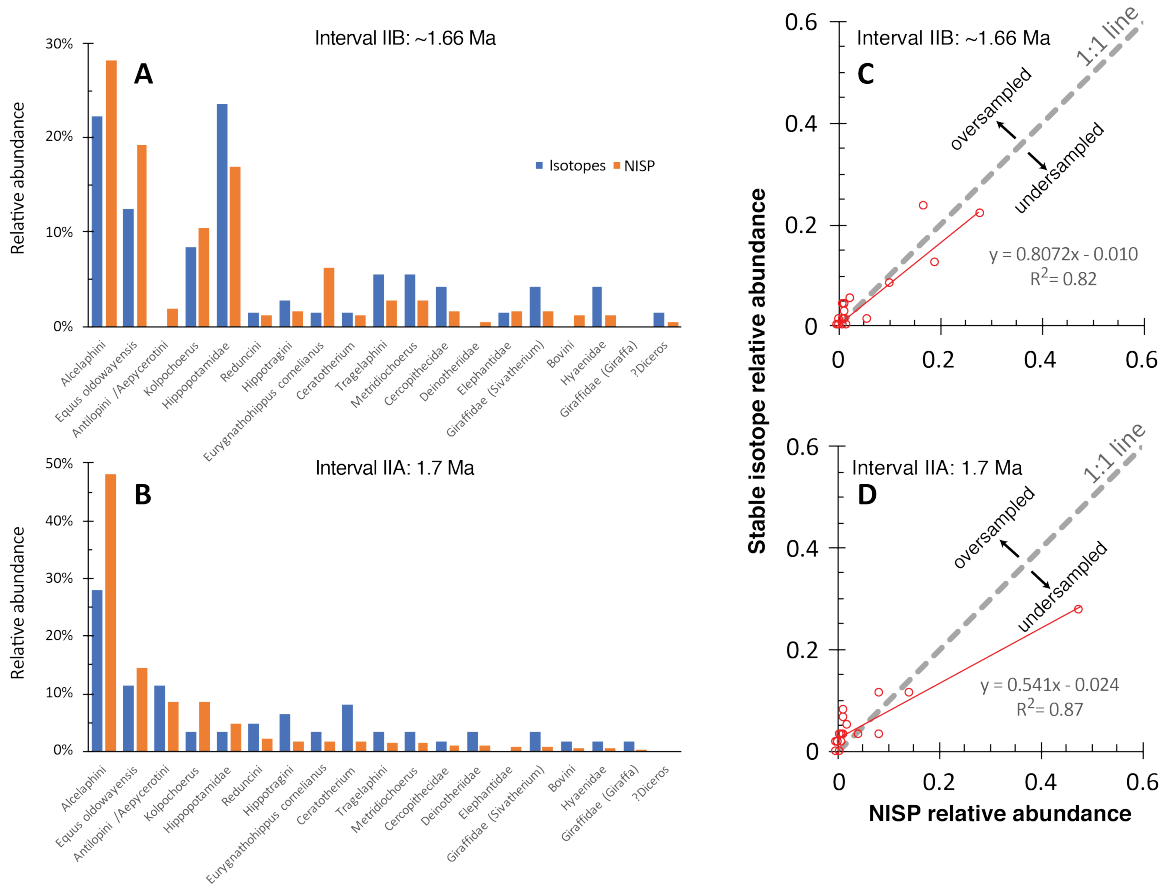 Interval IIB: ~1.66 Ma
A
Relative abundance
30%
20%
10%
0%
Isotopes NISP
Alcelaphini
Equus oldowayensis
Antilopini /Aepycerotini
Kolpochoerus
Hippopotamidae
Reduncini
Hippotragini
Eurygnathohippus cornelianus
Ceratotherium
Tragelaphini
Metridiochoerus
Cercopithecidae
Deinotheriidae
Elephantidae
Giraffidae (Sivatherium)
Bovini
Hyaenidae
Giraffidae (Giraffa)
?Diceros
Interval IIA: 1.7 Ma
B
Relative abundance
50%
40%
30%
20%
10%
0%
Alcelaphini
Equus oldowayensis
Antilopini /Aepycerotini
Kolpochoerus
Hippopotamidae
Reduncini
Hippotragini
Eurygnathohippus cornelianus
Ceratotherium
Tragelaphini
Metridiochoerus
Cercopithecidae
Deinotheriidae
Elephantidae
Giraffidae (Sivatherium)
Bovini
Hyaenidae
Giraffidae (Giraffa)
?Diceros
Stable isotope relative abundance
Interval IIB: ~1.66 Ma
C
1:1 line
oversampled
undersampled
y = 0.8072x - 0.010
R2= 0.82
0.6
0.4
0.2
0
0 0.2 0.4 0.6
Interval IIA: 1.7 Ma
D
1:1 line
oversampled
undersampled
y = 0.541x - 0.024
R2= 0.87
0.6
0.4
0.2
0
0 0.2 0.4 0.6
NISP relative abundance